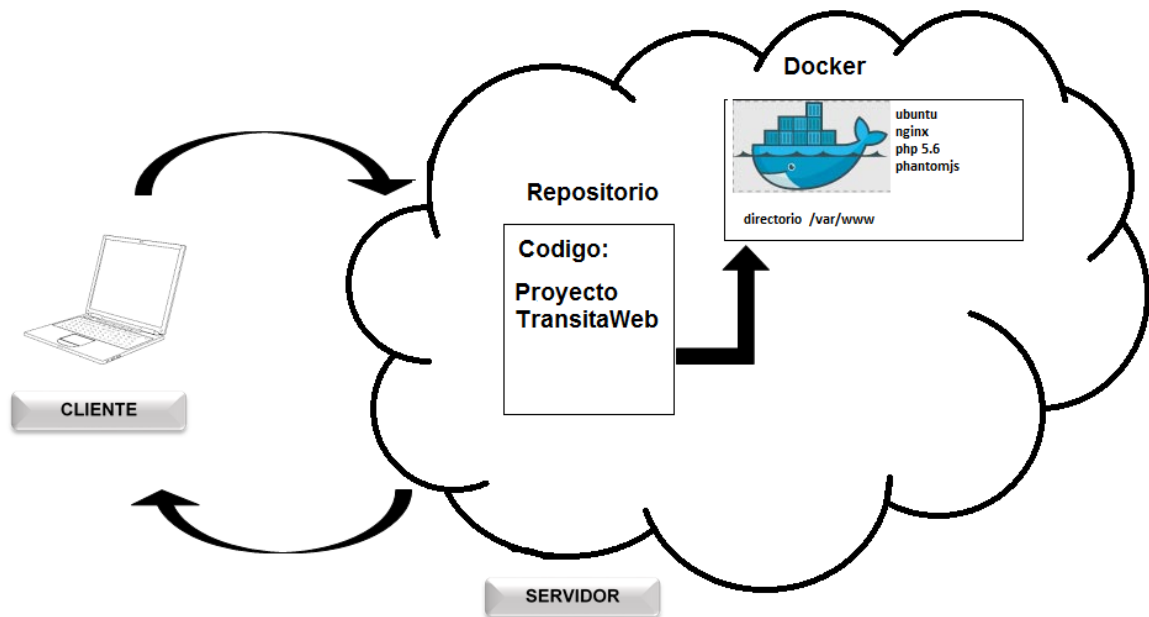 Docker
ubuntu
nginx
php 5.6
phantomjs
directorio /var/www
Repositorio
Codigo:
Proyecto
TransitaWeb
CLIENTE
SERVIDOR